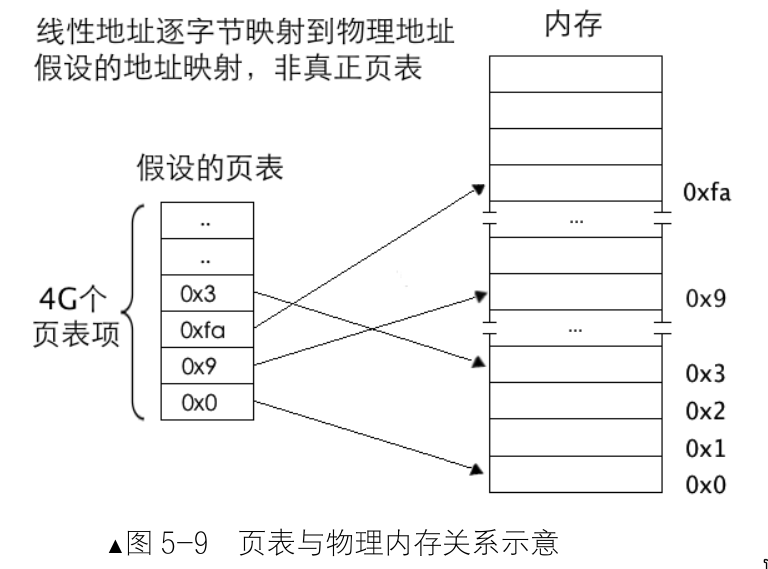 线性地址逐字节映射到物理地址
假设的地址映射，非真正页表
内存
假设的页表
4G个
页表项
..
..
0x3
0xfa
0x9
0x0
0xfa
...
0x9
...
0x3
0x2
0x1
0x0
▲图 5-9 页表与物理内存关系示意